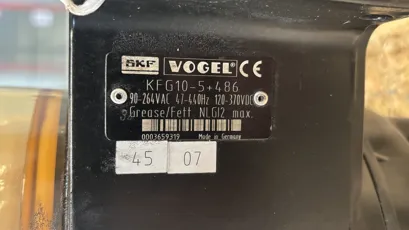 SKF VOGEL CE
KFG10-5+486
90-264VAC 47-440Hz 120-370VDC
Grease/Fett NLGI2 max.
0003659319 Made in Germany
45 07